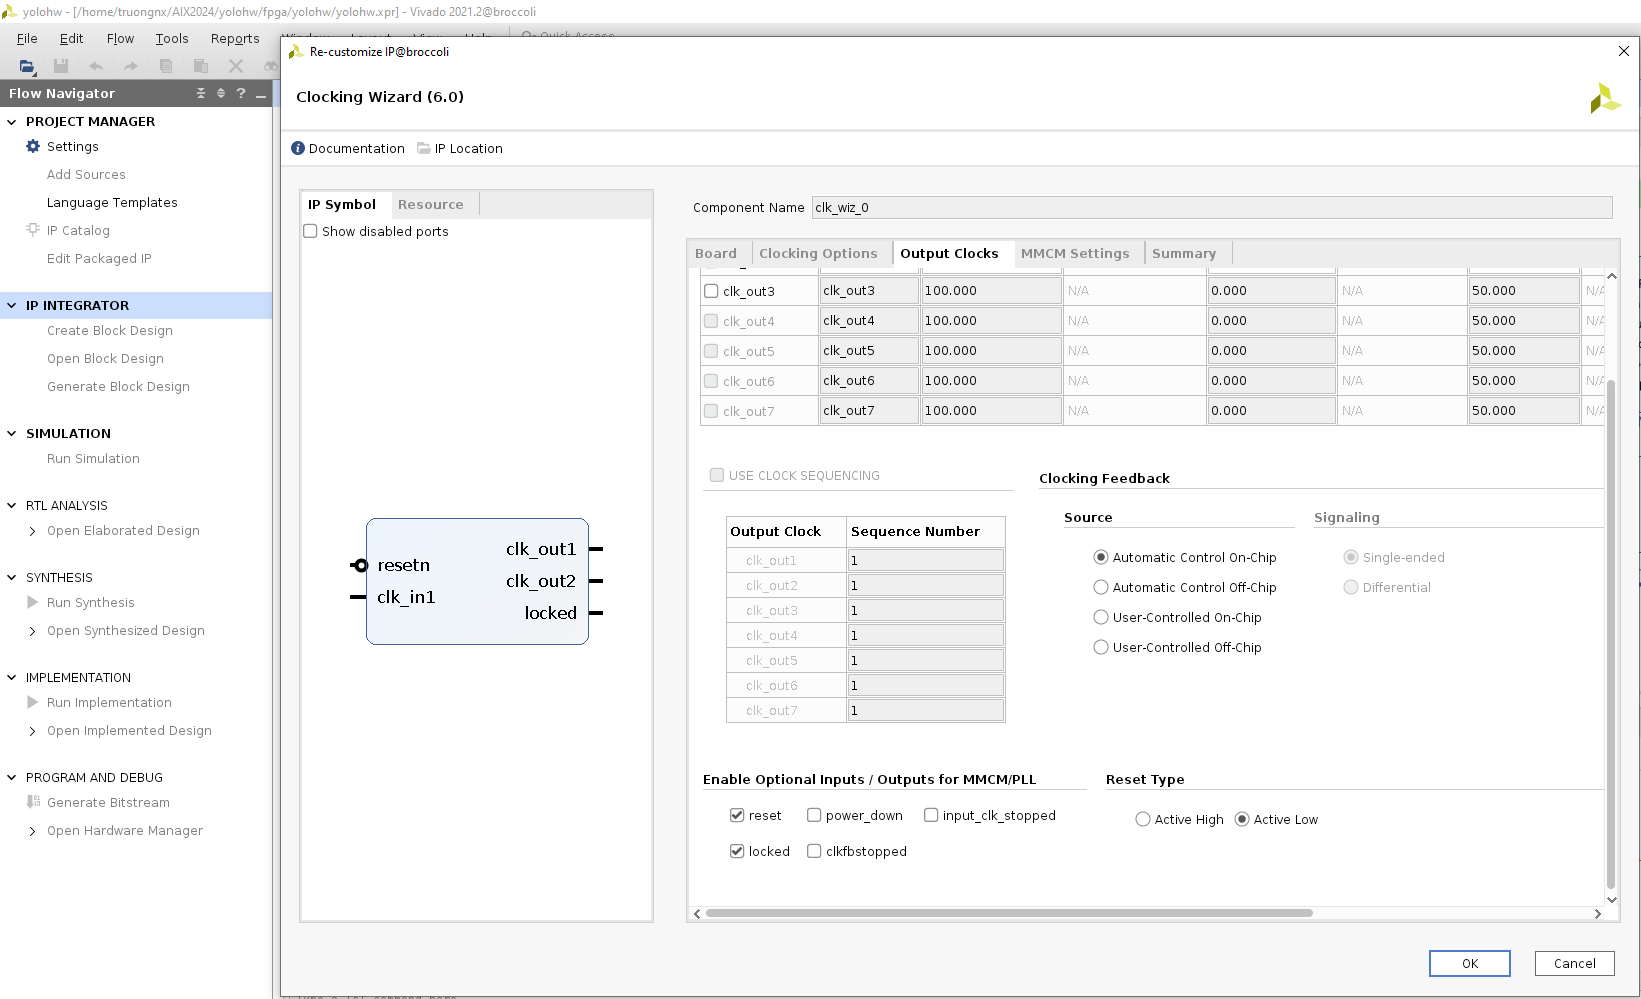 yolohw - [/home/truongnx/AIX2024/yolohw/fpga/yolohw/yolohw.xpr] - Vivado 2021.2@broccoli
File Edit Flow Tools Reports
Quick Access
Re-customize IP@broccoli
Flow Navigator
Clocking Wizard (6.0)
PROJECT MANAGER
Settings
Add Sources
Language Templates
IP Catalog
Edit Packaged IP
IP INTEGRATOR
Create Block Design
Open Block Design
Generate Block Design
SIMULATION
Run Simulation
RTL ANALYSIS
Open Elaborated Design
SYNTHESIS
Run Synthesis
Open Synthesized Design
IMPLEMENTATION
Run Implementation
Open Implemented Design
PROGRAM AND DEBUG
Generate Bitstream
Open Hardware Manager
Documentation IP Location
IP Symbol Resource
Show disabled ports
resetn
clk_in1
clk_out1
clk_out2
locked
Component Name clk_wiz_0
Board Clocking Options Output Clocks MMCM Settings Summary
clk_out3 clk_out3 100.000 N/A 0.000 N/A 50.000 N/A
clk_out4 clk_out4 100.000 N/A 0.000 N/A 50.000 N/A
clk_out5 clk_out5 100.000 N/A 0.000 N/A 50.000 N/A
clk_out6 clk_out6 100.000 N/A 0.000 N/A 50.000 N/A
clk_out7 clk_out7 100.000 N/A 0.000 N/A 50.000 N/A
USE CLOCK SEQUENCING
Output Clock Sequence Number
clk_out1 1
clk_out2 1
clk_out3 1
clk_out4 1
clk_out5 1
clk_out6 1
clk_out7 1
Clocking Feedback
Source
Automatic Control On-Chip
Automatic Control Off-Chip
User-Controlled On-Chip
User-Controlled Off-Chip
Signaling
Single-ended
Differential
Enable Optional Inputs / Outputs for MMCM/PLL
reset power_down input_clk_stopped
locked clkfbstopped
Reset Type
Active High Active Low
OK Cancel